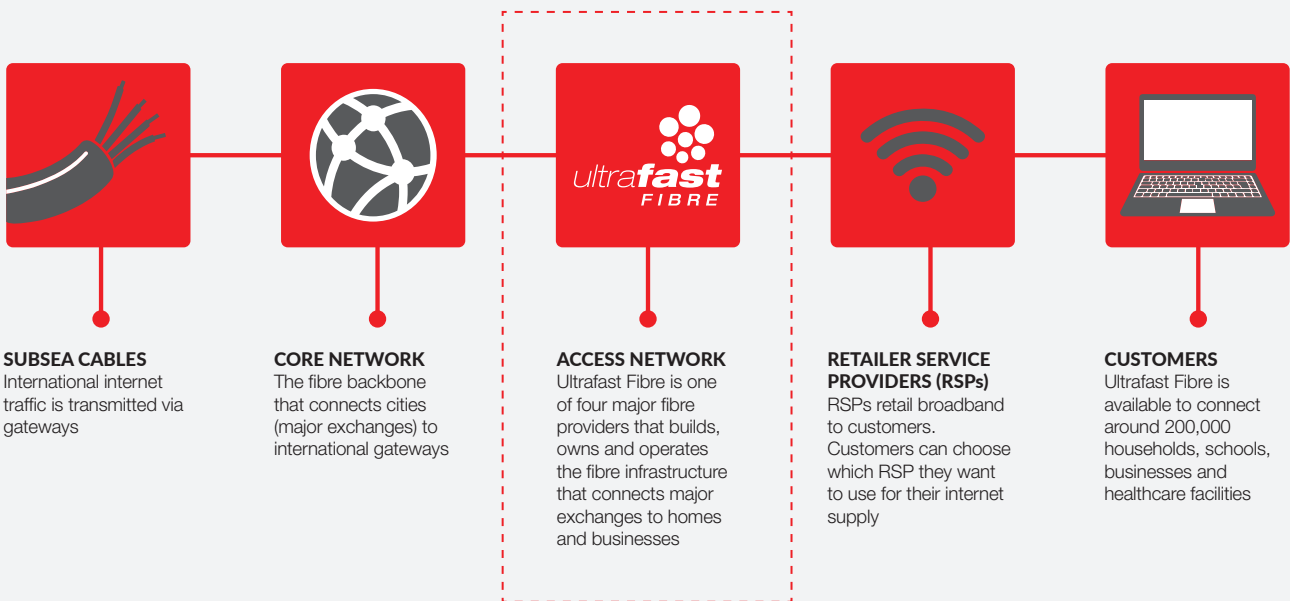 ultrafast
FIBRE
SUBSEA CABLES
International internet
traffic is transmitted via
gateways
CORE NETWORK
The fibre backbone
that connects cities
(major exchanges) to
international gateways
ACCESS NETWORK
Ultrafast Fibre is one
of four major fibre
providers that builds,
owns and operates
the fibre infrastructure
that connects major
exchanges to homes
and businesses
RETAILER SERVICE
PROVIDERS (RSPs)
RSPs retail broadband
to customers.
Customers can choose
which RSP they want
to use for their internet
supply
CUSTOMERS
Ultrafast Fibre is
available to connect
around 200,000
households, schools,
businesses and
healthcare facilities